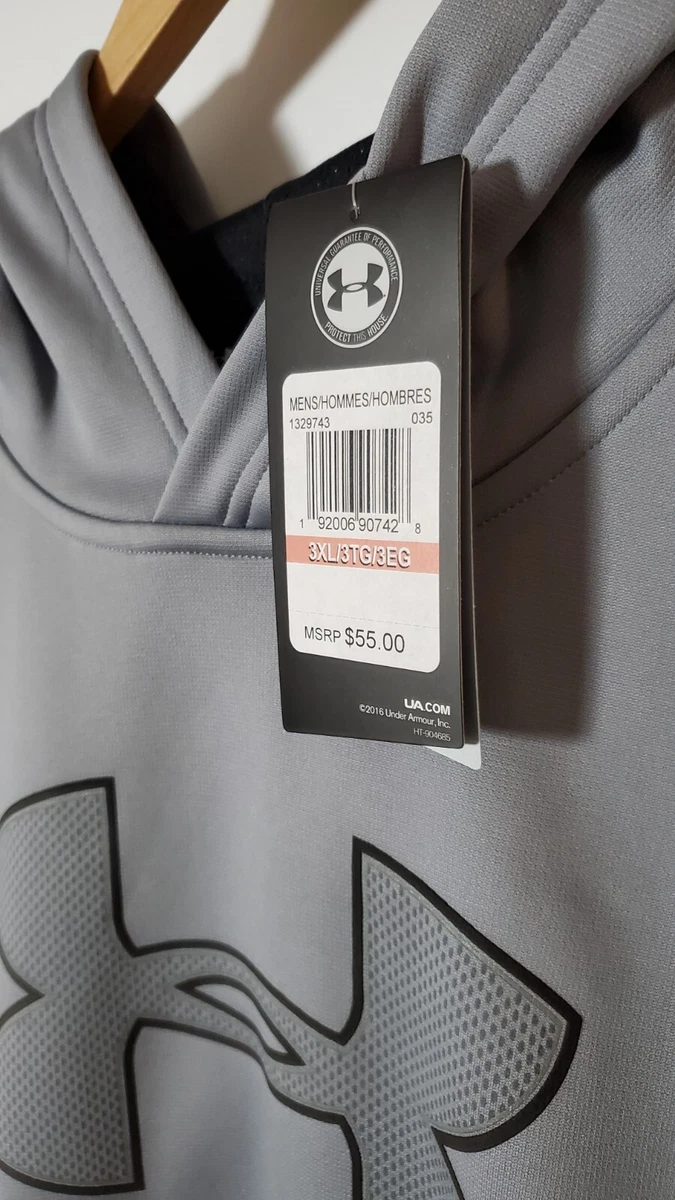 UNIVERSAL GUARANTEE OF PERFORMANCE
PROTECT THIS HOUSE
MENS/HOMMES/HOMBRES
1329743 035
1 92006 90742 8
3XL/3TG/3EG
MSRP $55.00
UA.COM
©2016 Under Armour, Inc.
HT-904685